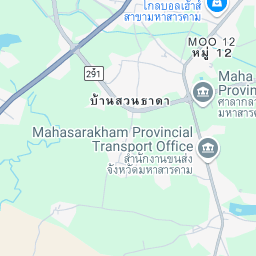 โกลบอลเฮ้าส์
สาขามหาสารคาม
MOO 12
หมู่ 12
291
บ้านสวนธาดา
Maha
Provin
ศาลากลา
มหาสาร
Mahasarakham Provincial
Transport Office
สำนักงานขนส่ง
จังหวัดมหาสารคาม